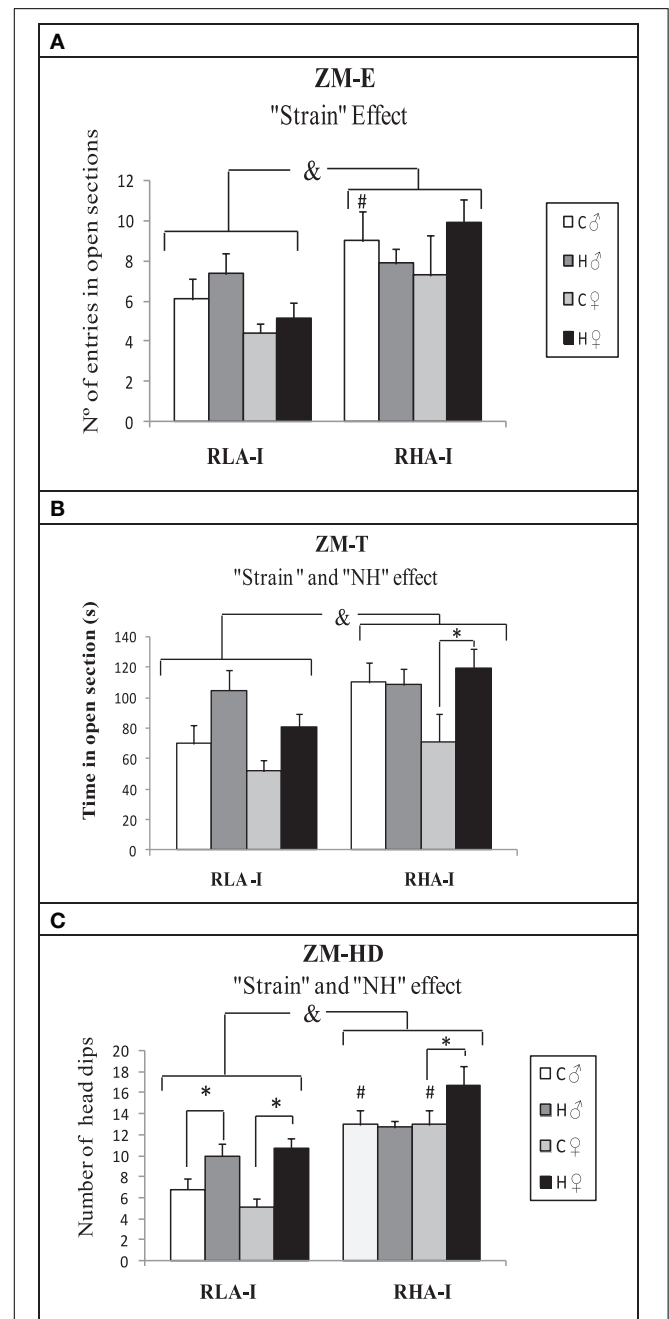 A
ZM-E
"Strain" Effect
&
#
Nº of entries in open sections
12
10
8
6
4
2
0
RLA-I
RHA-I
C♂
H♂
C♀
H♀
B
ZM-T
"Strain" and "NH" effect
&
*
Time in open section (s)
140
120
100
80
60
40
20
0
RLA-I
RHA-I
C
ZM-HD
"Strain" and "NH" effect
&
*
*
*
#
#
Number of head dips
20
18
16
14
12
10
8
6
4
2
0
RLA-I
RHA-I
C♂
H♂
C♀
H♀